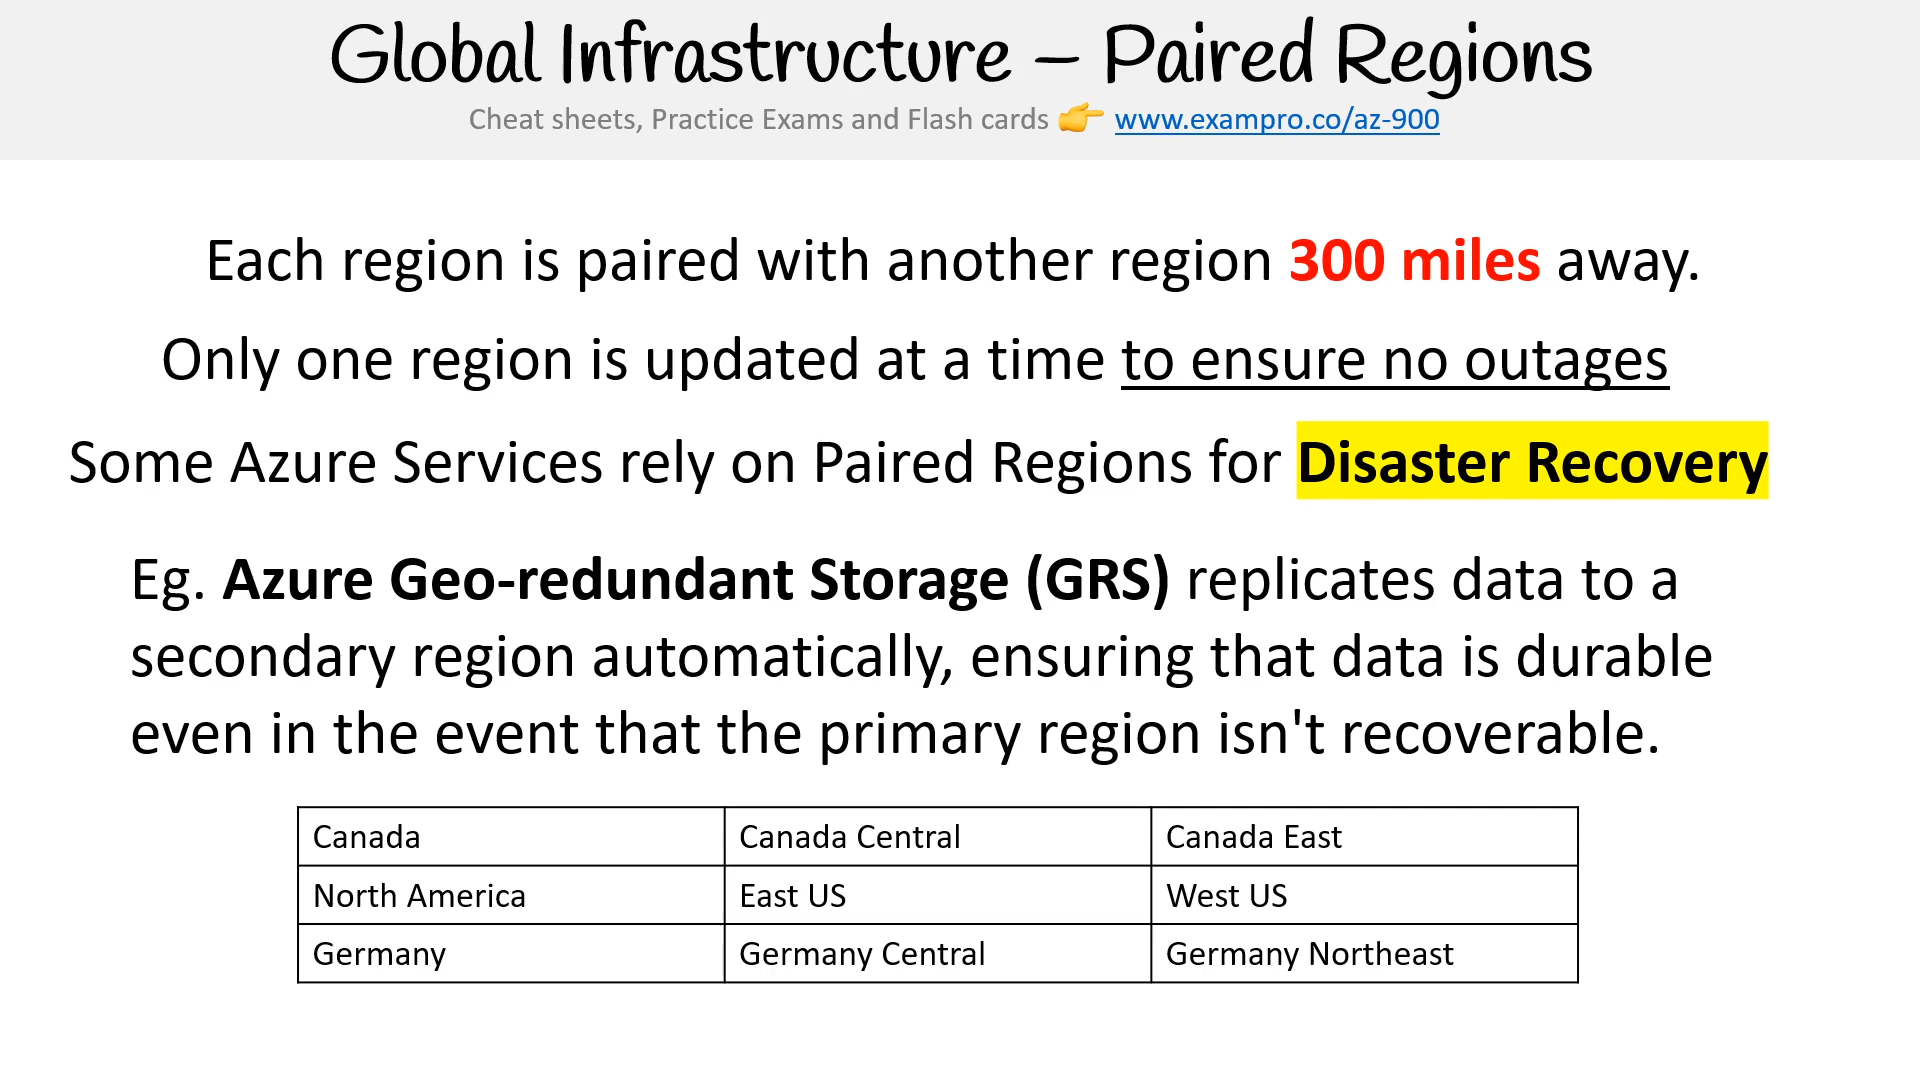 Global Infrastructure – Paired Regions
Cheat sheets, Practice Exams and Flash cards 👉 www.exampro.co/az-900
Each region is paired with another region 300 miles away.
Only one region is updated at a time to ensure no outages
Some Azure Services rely on Paired Regions for Disaster Recovery
Eg. Azure Geo-redundant Storage (GRS) replicates data to a
secondary region automatically, ensuring that data is durable
even in the event that the primary region isn't recoverable.
Canada Canada Central Canada East
North America East US West US
Germany Germany Central Germany Northeast